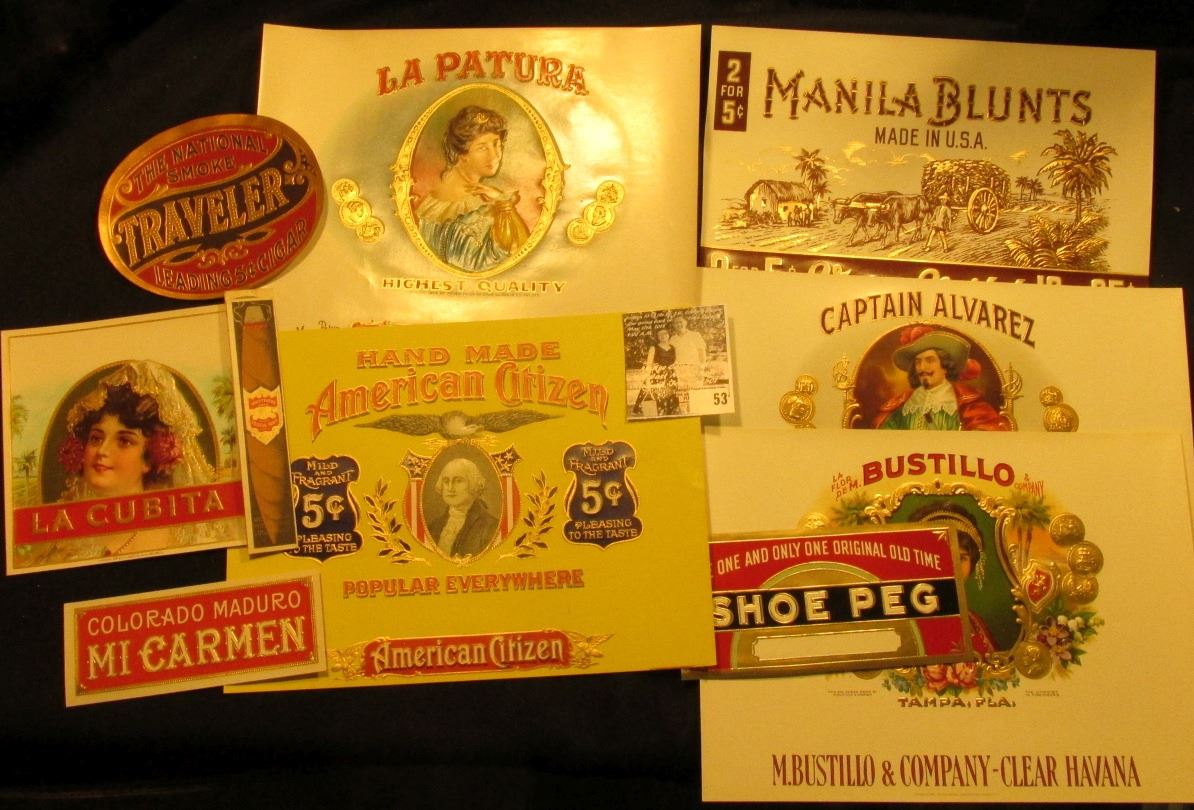 THE NATIONAL
SMOKE
TRAVELER
LEADING 5¢ CIGAR
LA PATURA
HIGHEST QUALITY
2
FOR
5¢
MANILA BLUNTS
MADE IN U.S.A.
LA CUBITA
HAND MADE
American Citizen
MILD
AND
FRAGRANT
5¢
PLEASING
TO THE TASTE
MILD
AND
FRAGRANT
5¢
PLEASING
TO THE TASTE
POPULAR EVERYWHERE
American Citizen
53
CAPTAIN ALVAREZ
LA
FLOR
DE M. BUSTILLO &
COMPANY
ONE AND ONLY ONE ORIGINAL OLD TIME
SHOE PEG
TAMPA, FLA.
M. BUSTILLO & COMPANY-CLEAR HAVANA
COLORADO MADURO
MI CARMEN